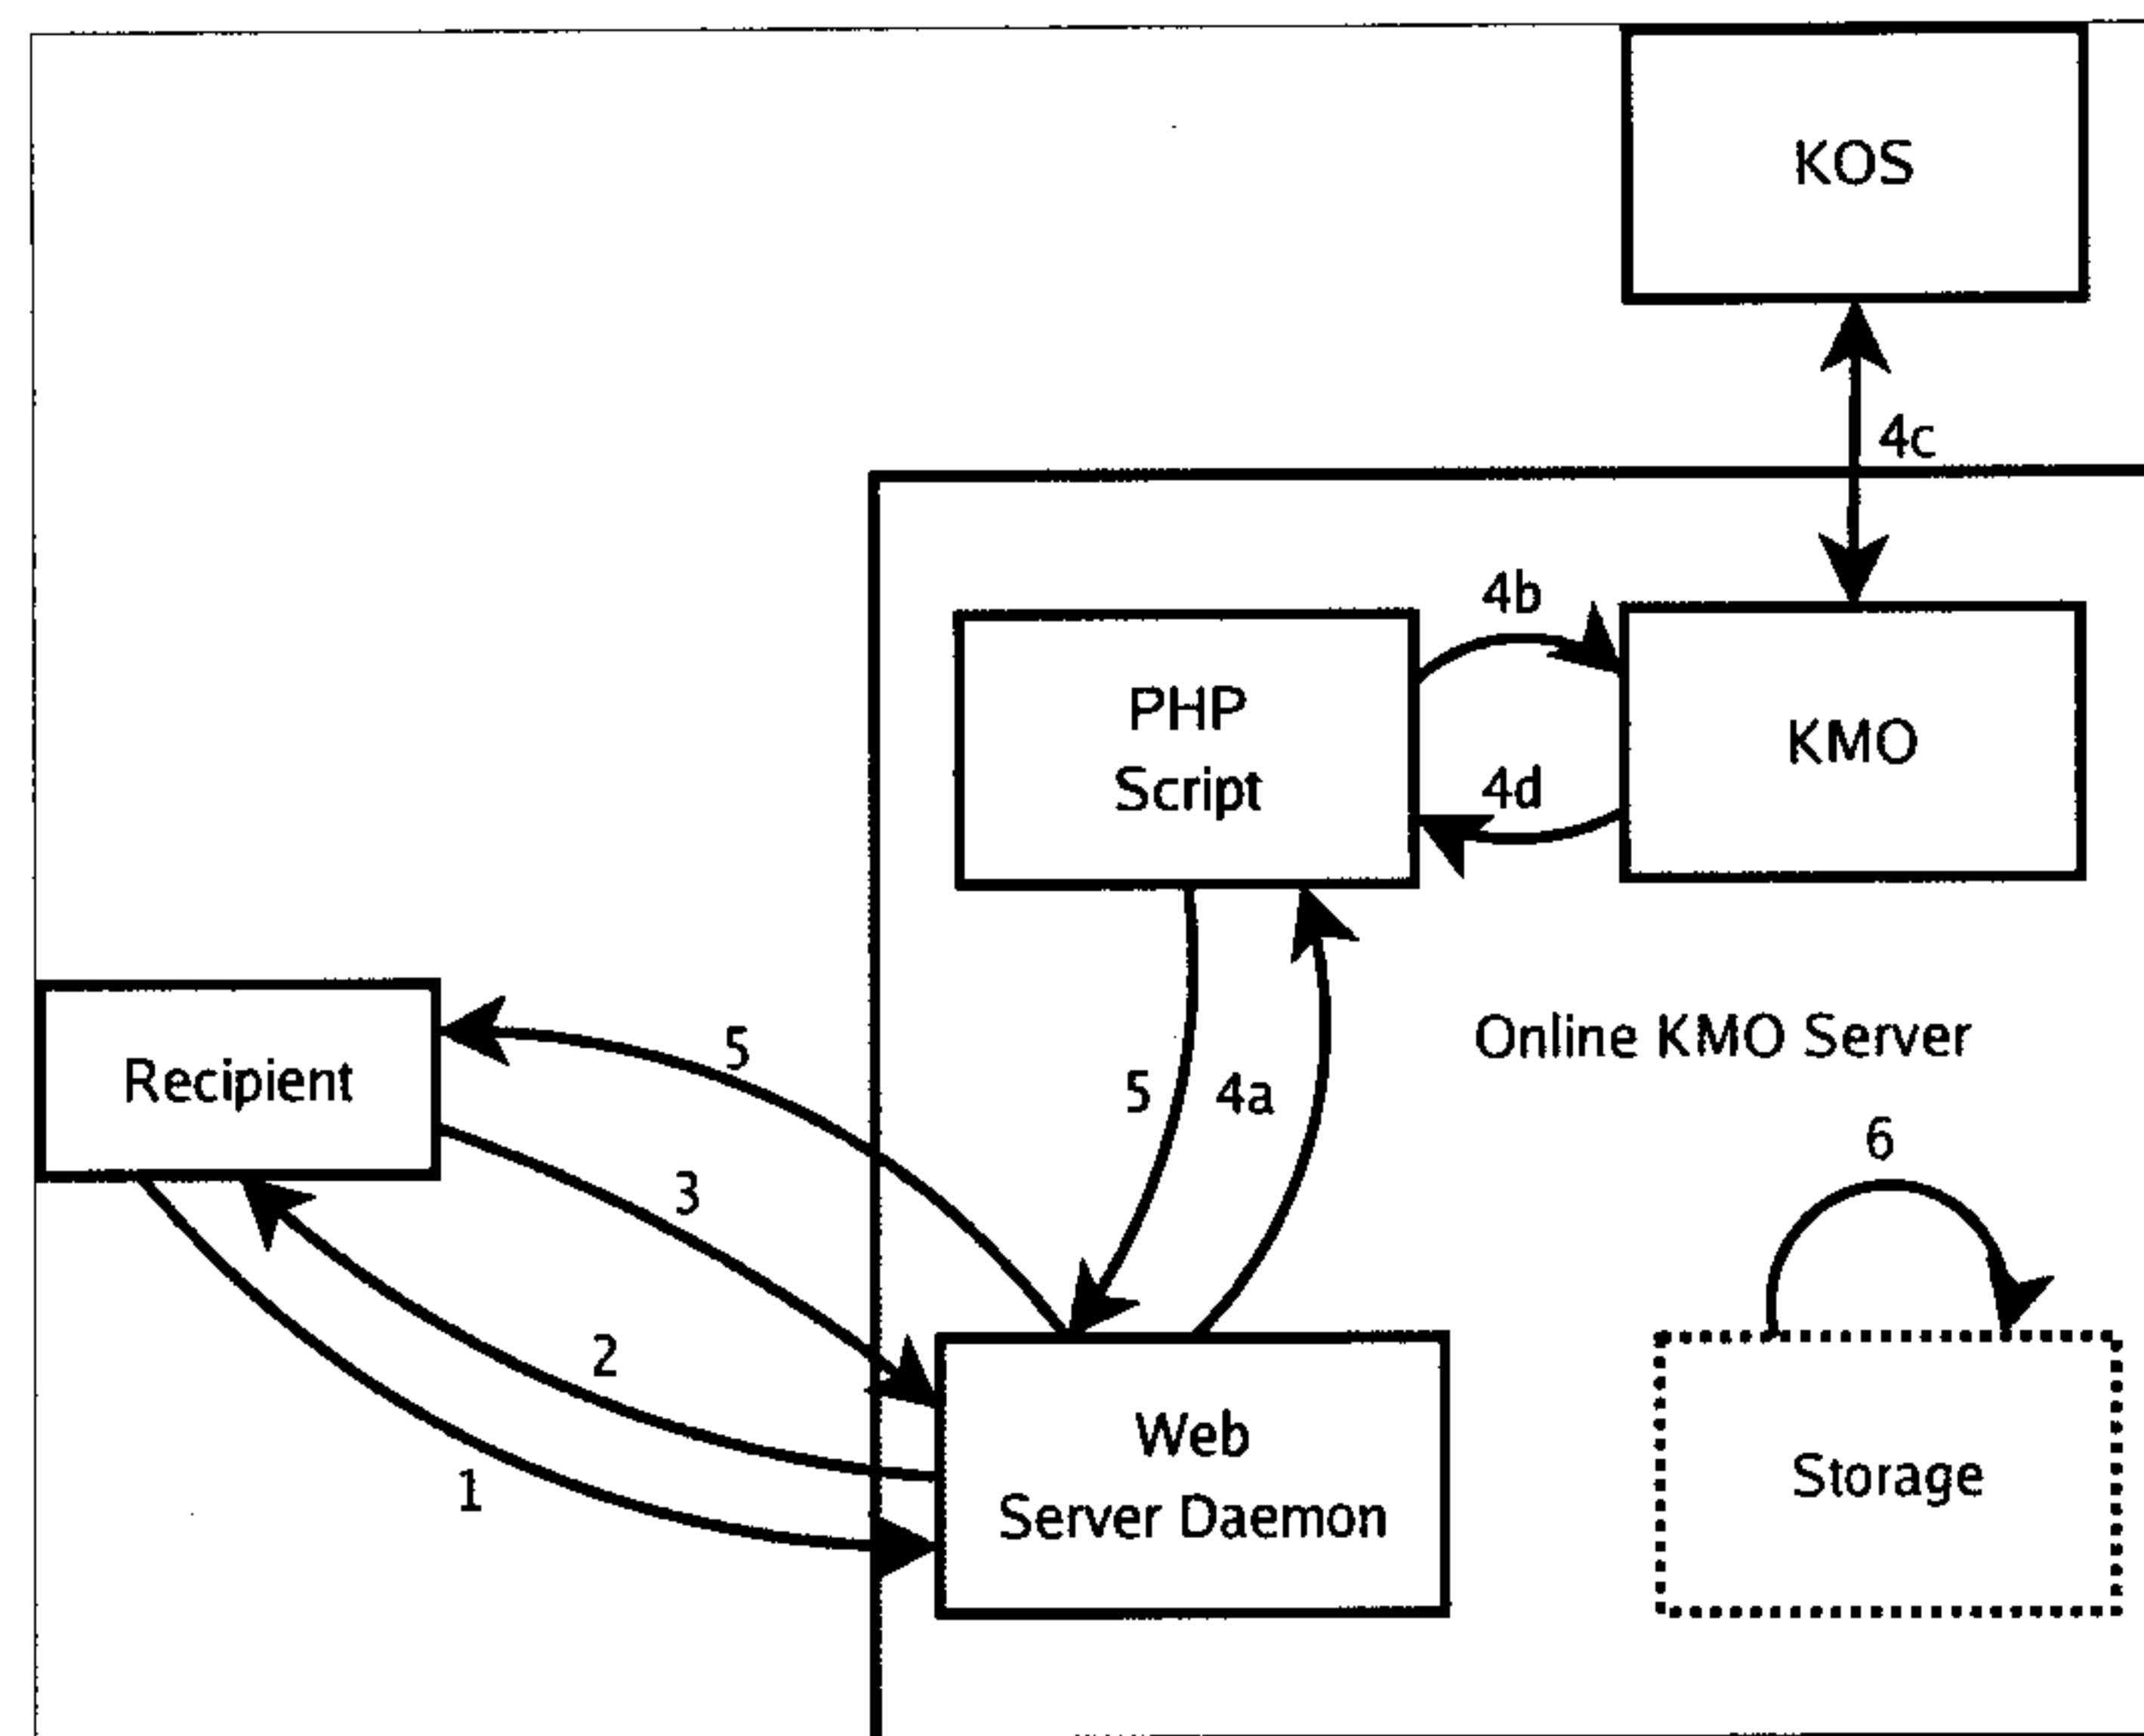 KOS
4c
4b
PHP
Script
4d
KMO
Recipient
5
5
4a
Online KMO Server
3
6
2
1
Web
Server Daemon
Storage